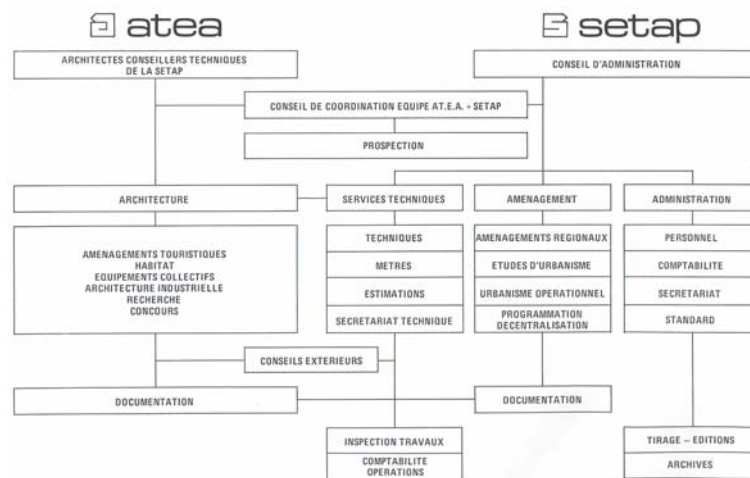 atea
setap
ARCHITECTES CONSEILLERS TECHNIQUES
DE LA SETAP
CONSEIL D'ADMINISTRATION
CONSEIL DE COORDINATION EQUIPE AT.E.A. + SETAP
PROSPECTION
ARCHITECTURE
SERVICES TECHNIQUES
AMENAGEMENT
ADMINISTRATION
AMENAGEMENTS TOURISTIQUES
HABITAT
EQUIPEMENTS COLLECTIFS
ARCHITECTURE INDUSTRIELLE
RECHERCHE
CONCOURS
TECHNIQUES
METRES
ESTIMATIONS
SECRETARIAT TECHNIQUE
AMENAGEMENTS REGIONAUX
ETUDES D'URBANISME
URBANISME OPERATIONNEL
PROGRAMMATION
DECENTRALISATION
PERSONNEL
COMPTABILITE
SECRETARIAT
STANDARD
CONSEILS EXTERIEURS
DOCUMENTATION
DOCUMENTATION
INSPECTION TRAVAUX
COMPTABILITE
OPERATIONS
TIRAGE – EDITIONS
ARCHIVES